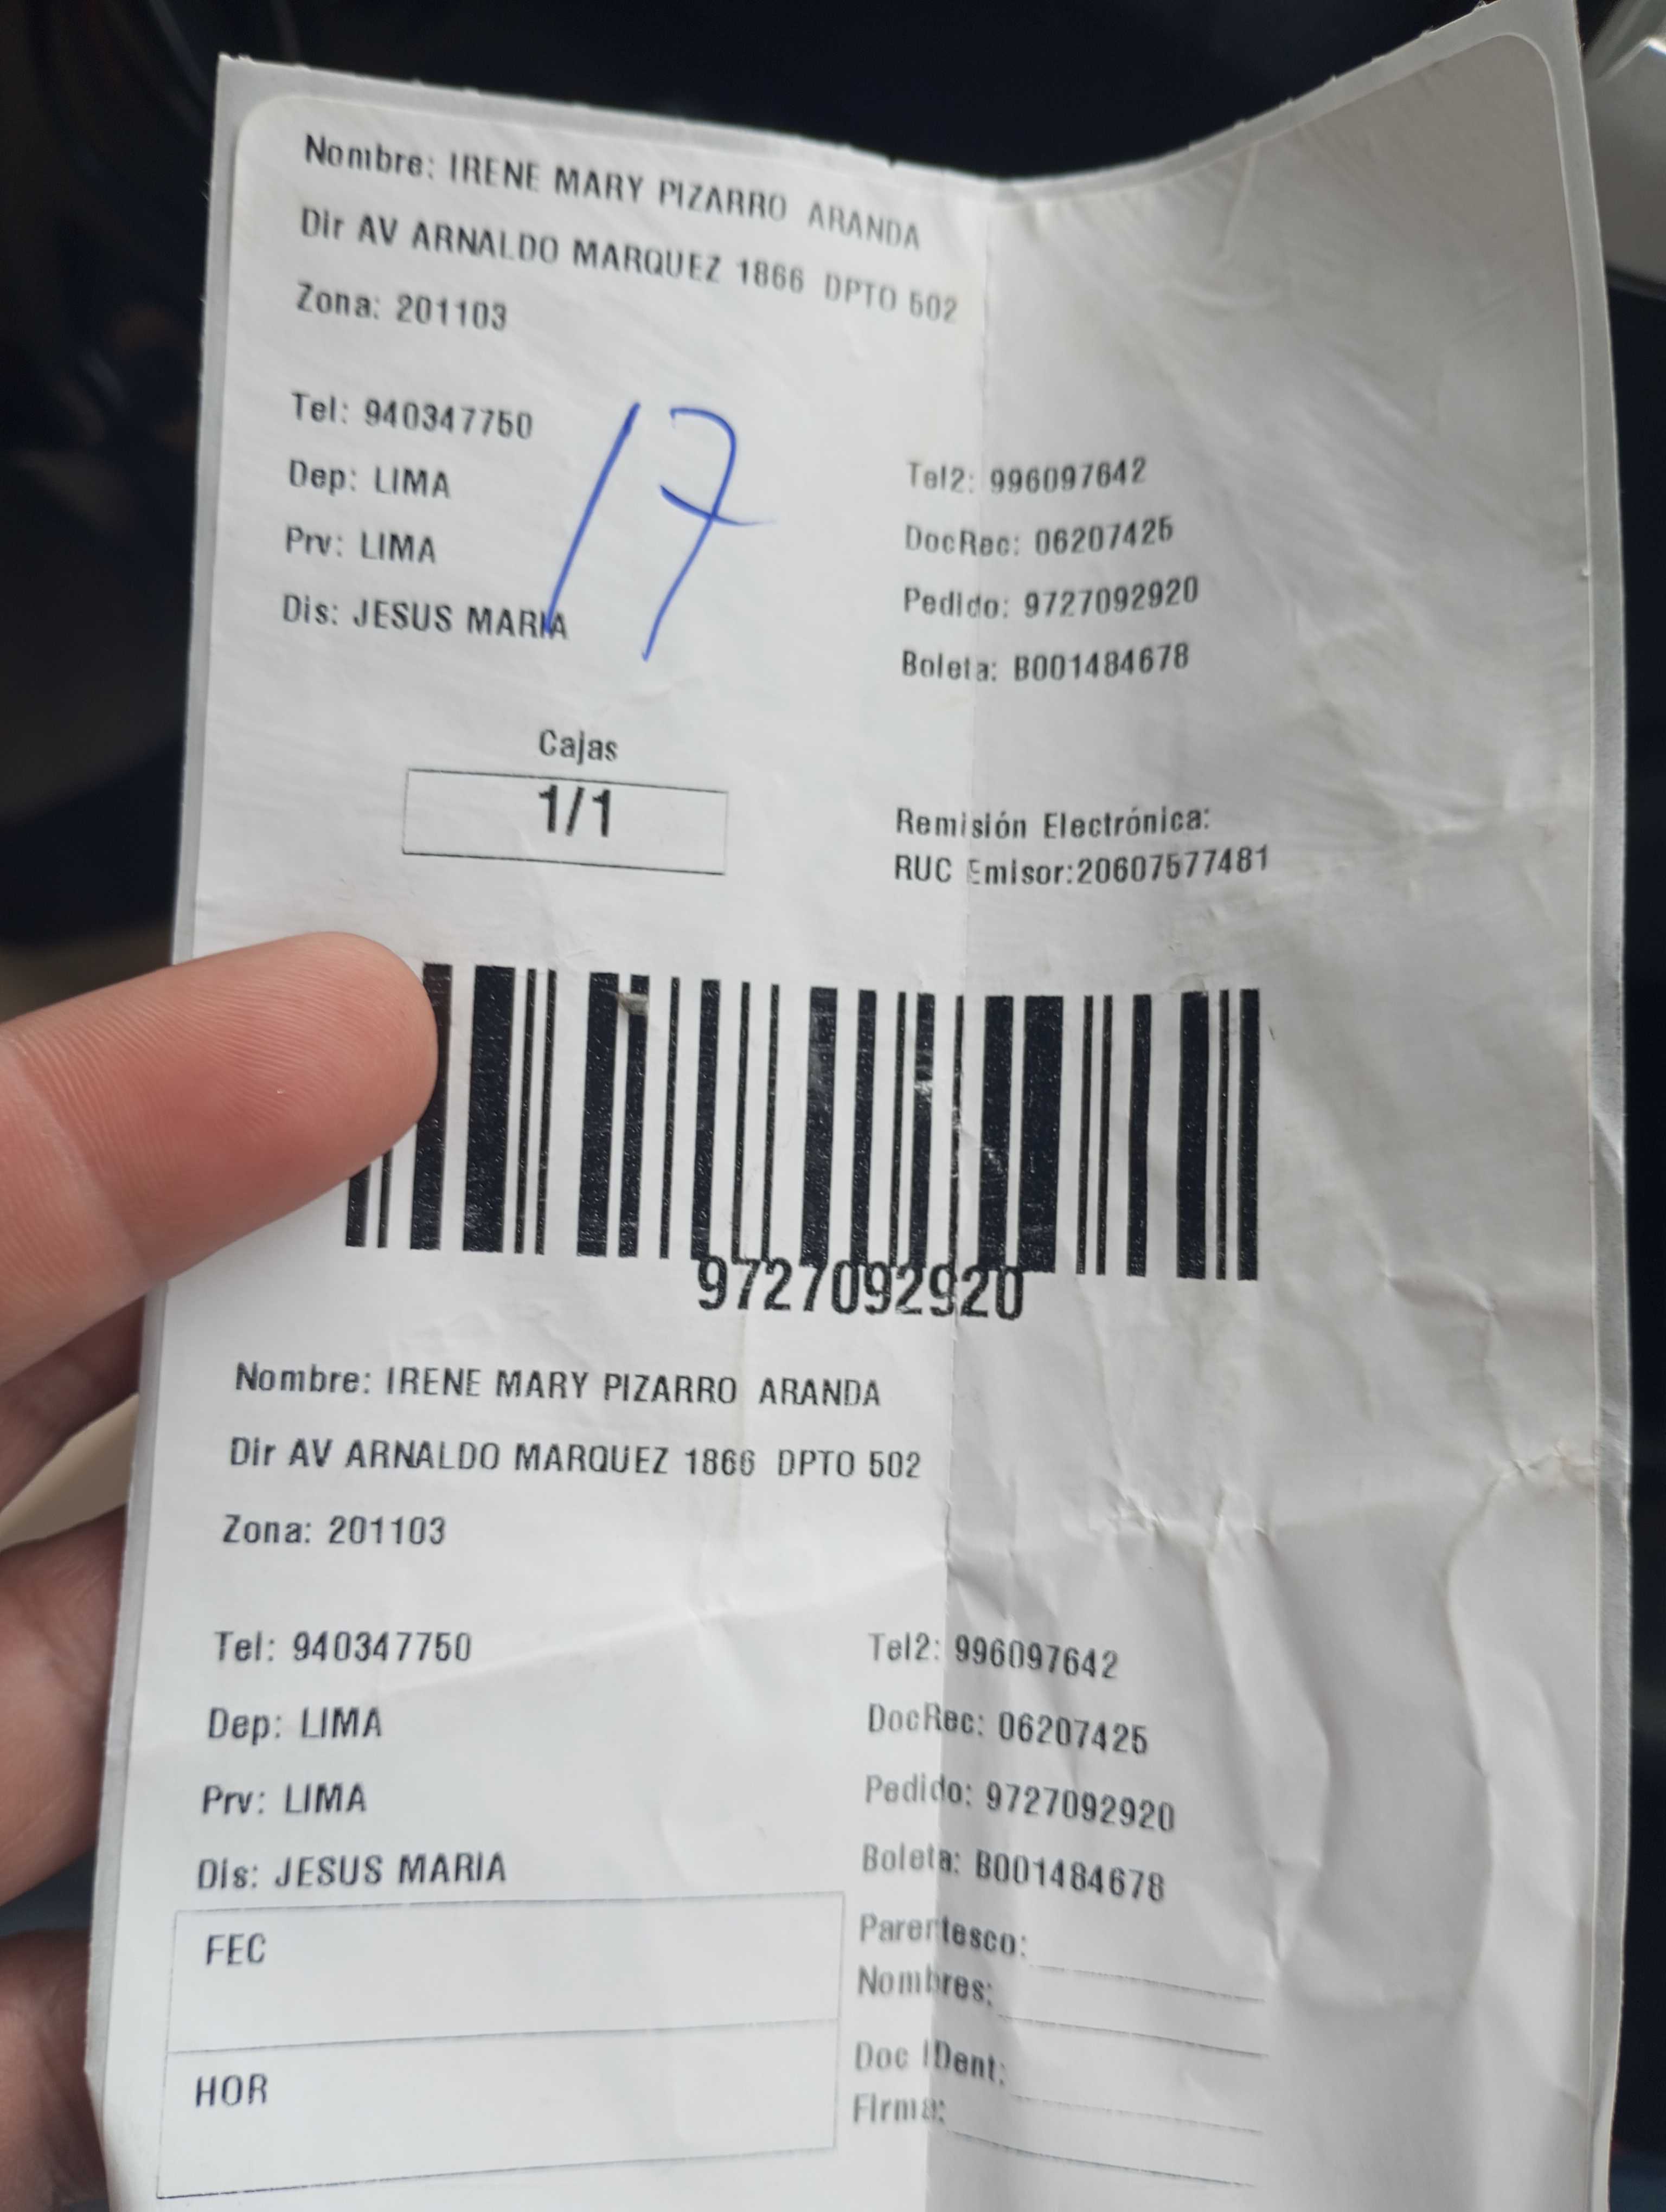 Nombre: IRENE MARY PIZARRO ARANDA
Dir AV ARNALDO MARQUEZ 1866 DPTO 502
Zona: 201103
17
Tel: 940347750
Tel2: 996097642
Dep: LIMA
DocRec: 06207425
Prv: LIMA
Pedido: 9727092920
Dis: JESUS MARIA
Boleta: B001484678
Cajas
1/1
Remisión Electrónica:
RUC Emisor:20607577481
9727092920
Nombre: IRENE MARY PIZARRO ARANDA
Dir AV ARNALDO MARQUEZ 1866 DPTO 502
Zona: 201103
Tel: 940347750
Tel2: 996097642
Dep: LIMA
DocRec: 06207425
Prv: LIMA
Pedido: 9727092920
Dis: JESUS MARIA
Boleta: B001484678
FEC
HOR
Parertesco:
Nombres:
Doc IDent:
Firma: